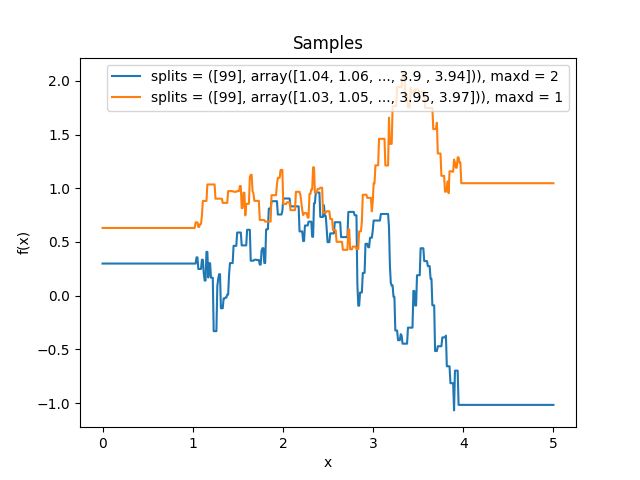 Samples
splits = ([99], array([1.04, 1.06, ..., 3.9 , 3.94])), maxd = 2
splits = ([99], array([1.03, 1.05, ..., 3.95, 3.97])), maxd = 1
2.0
1.5
1.0
0.5
0.0
−0.5
−1.0
f(x)
0 1 2 3 4 5
x